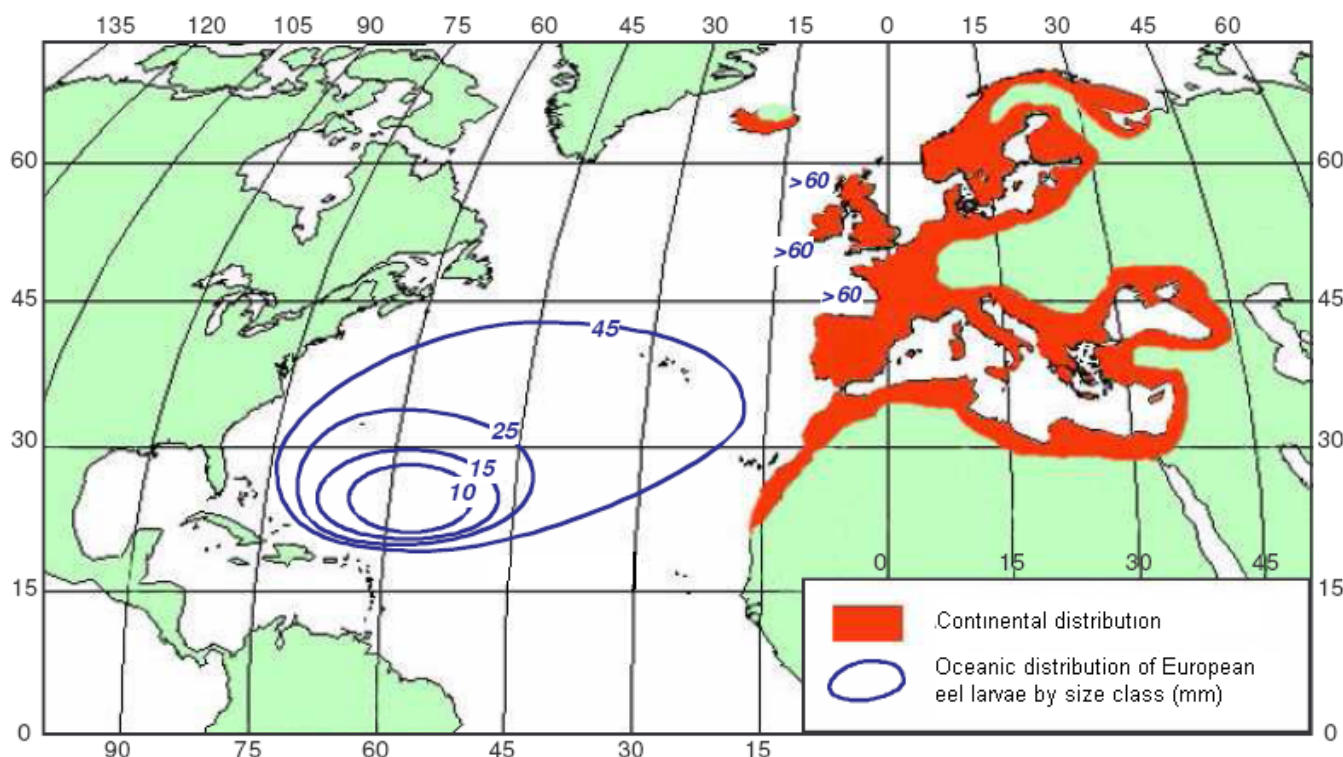 135 120 105 90 75 60 45 30 15 0 15 30 45 60
60 >60 60
>60
45 >60 45
45
30 25 30
15
10
0 15 30 45
15 15
.Continental distribution
Oceanic distribution of European
eel larvae by size class (mm)
0 0
90 75 60 45 30 15